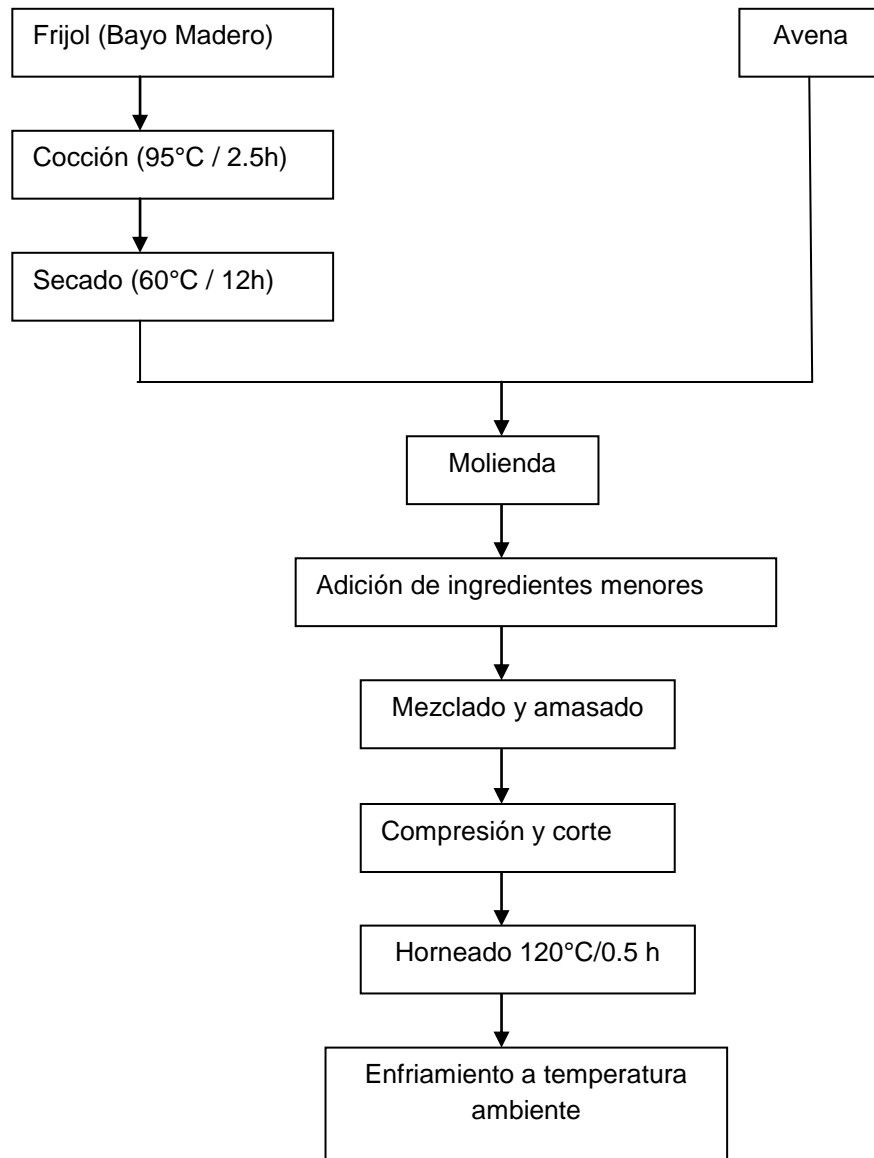 Frijol (Bayo Madero)
Avena
Cocción (95°C / 2.5h)
Secado (60°C / 12h)
Molienda
Adición de ingredientes menores
Mezclado y amasado
Compresión y corte
Horneado 120°C/0.5 h
Enfriamiento a temperatura
ambiente